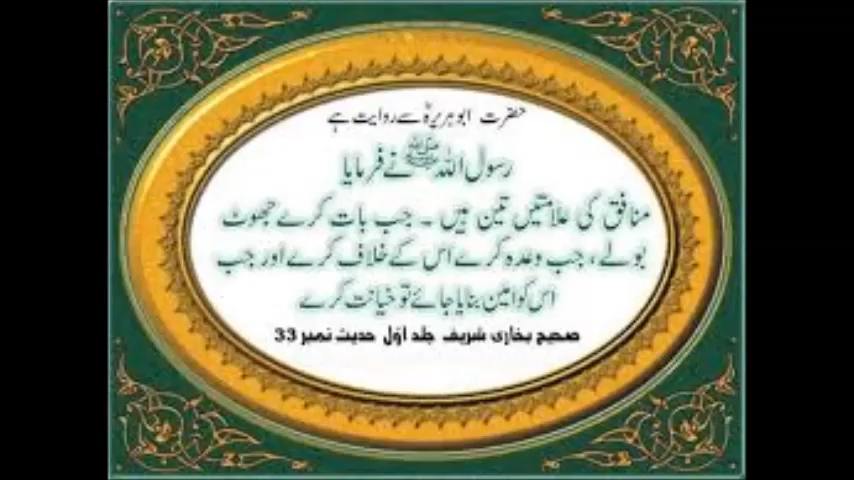 حضرت ابوہریرہؓ سے روایت ہے
رسول اللہ ﷺ نے فرمایا
منافق کی علامتیں تین ہیں ۔ جب بات کرے جھوٹ
بولے ، جب وعدہ کرے اس کے خلاف کرے اور جب
اس کو امین بنایا جائے تو خیانت کرے
صحیح بخاری شریف جلد اوّل حدیث نمبر 33